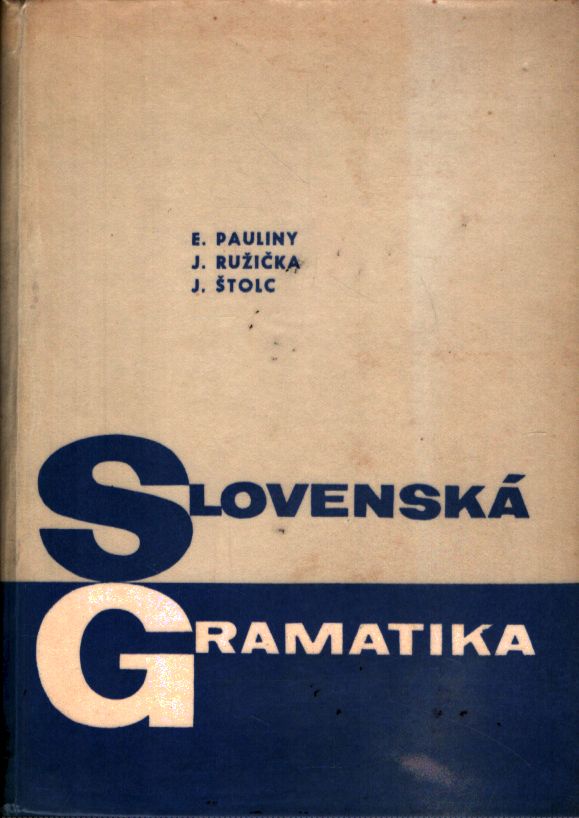 E. PAULINY
J. RUŽIČKA
J. ŠTOLC
SLOVENSKÁ
GRAMATIKA